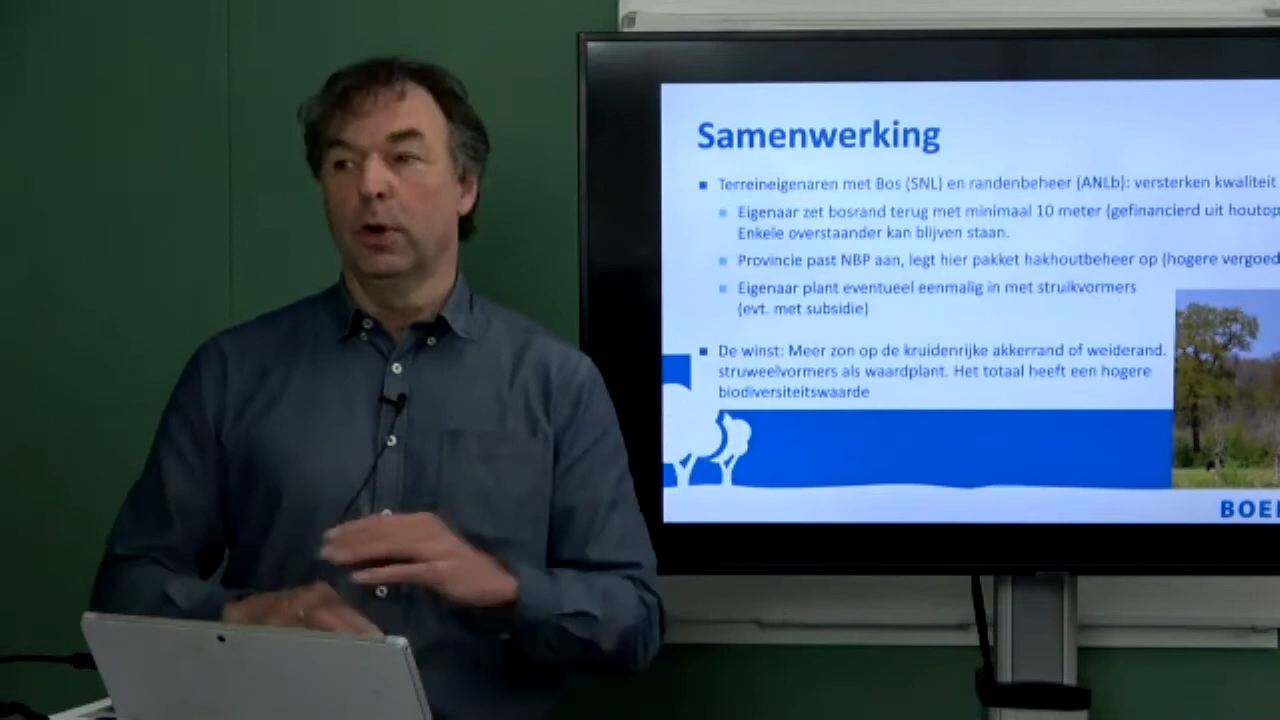 Samenwerking
Terreineigenaren met Bos (SNL) en randenbeheer (ANLb): versterken kwaliteit
Eigenaar zet bosrand terug met minimaal 10 meter (gefinancierd uit houtop
Enkele overstaander kan blijven staan.
Provincie past NBP aan, legt hier pakket hakhoutbeheer op (hogere vergoed
Eigenaar plant eventueel eenmalig in met struikvormers
(evt. met subsidie)
De winst: Meer zon op de kruidenrijke akkerrand of weiderand.
struweelvormers als waardplant. Het totaal heeft een hogere
biodiversiteitswaarde
BOE